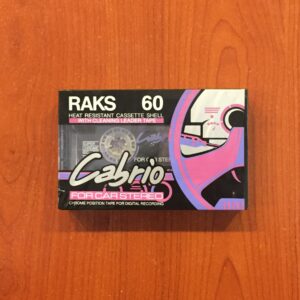 RAKS 60
HEAT RESISTANT CASSETTE SHELL
WITH CLEANING LEADER TAPE
Cabrio
FOR CAR STEREO
CHROME POSITION TAPE FOR DIGITAL RECORDING